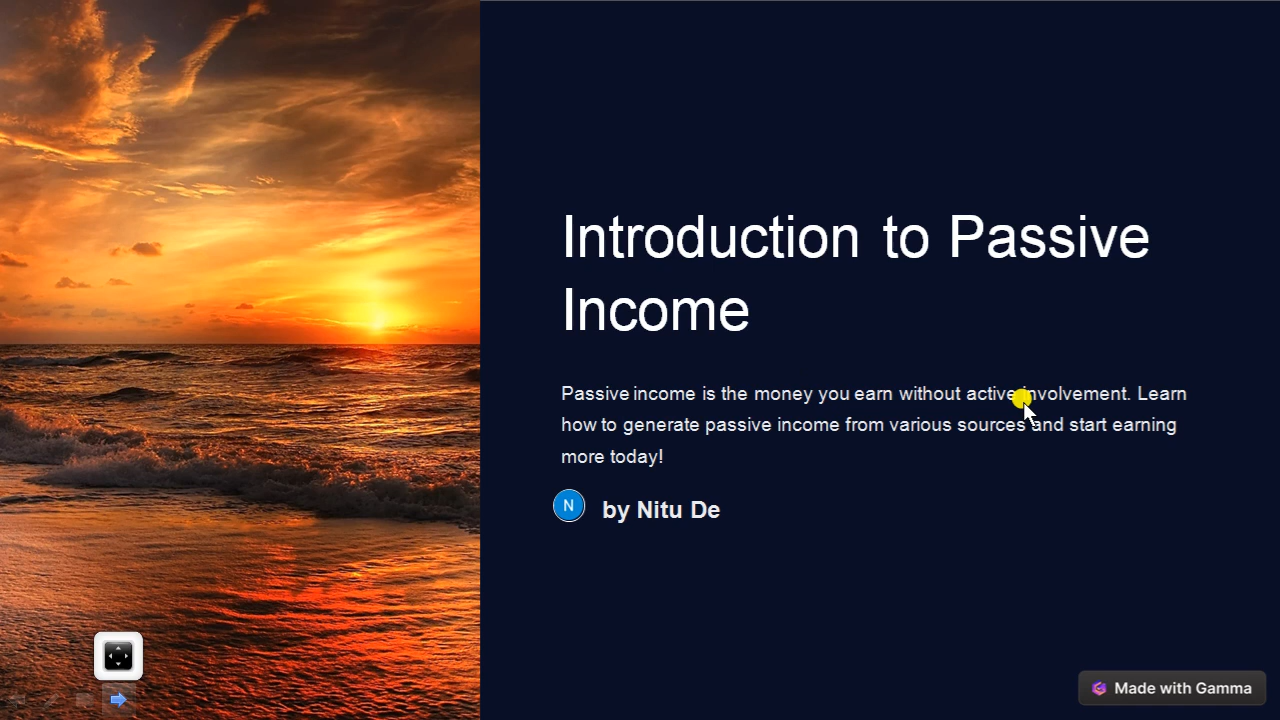 Introduction to Passive
Income
Passive income is the money you earn without active involvement. Learn
how to generate passive income from various sources and start earning
more today!
N
by Nitu De
Made with Gamma